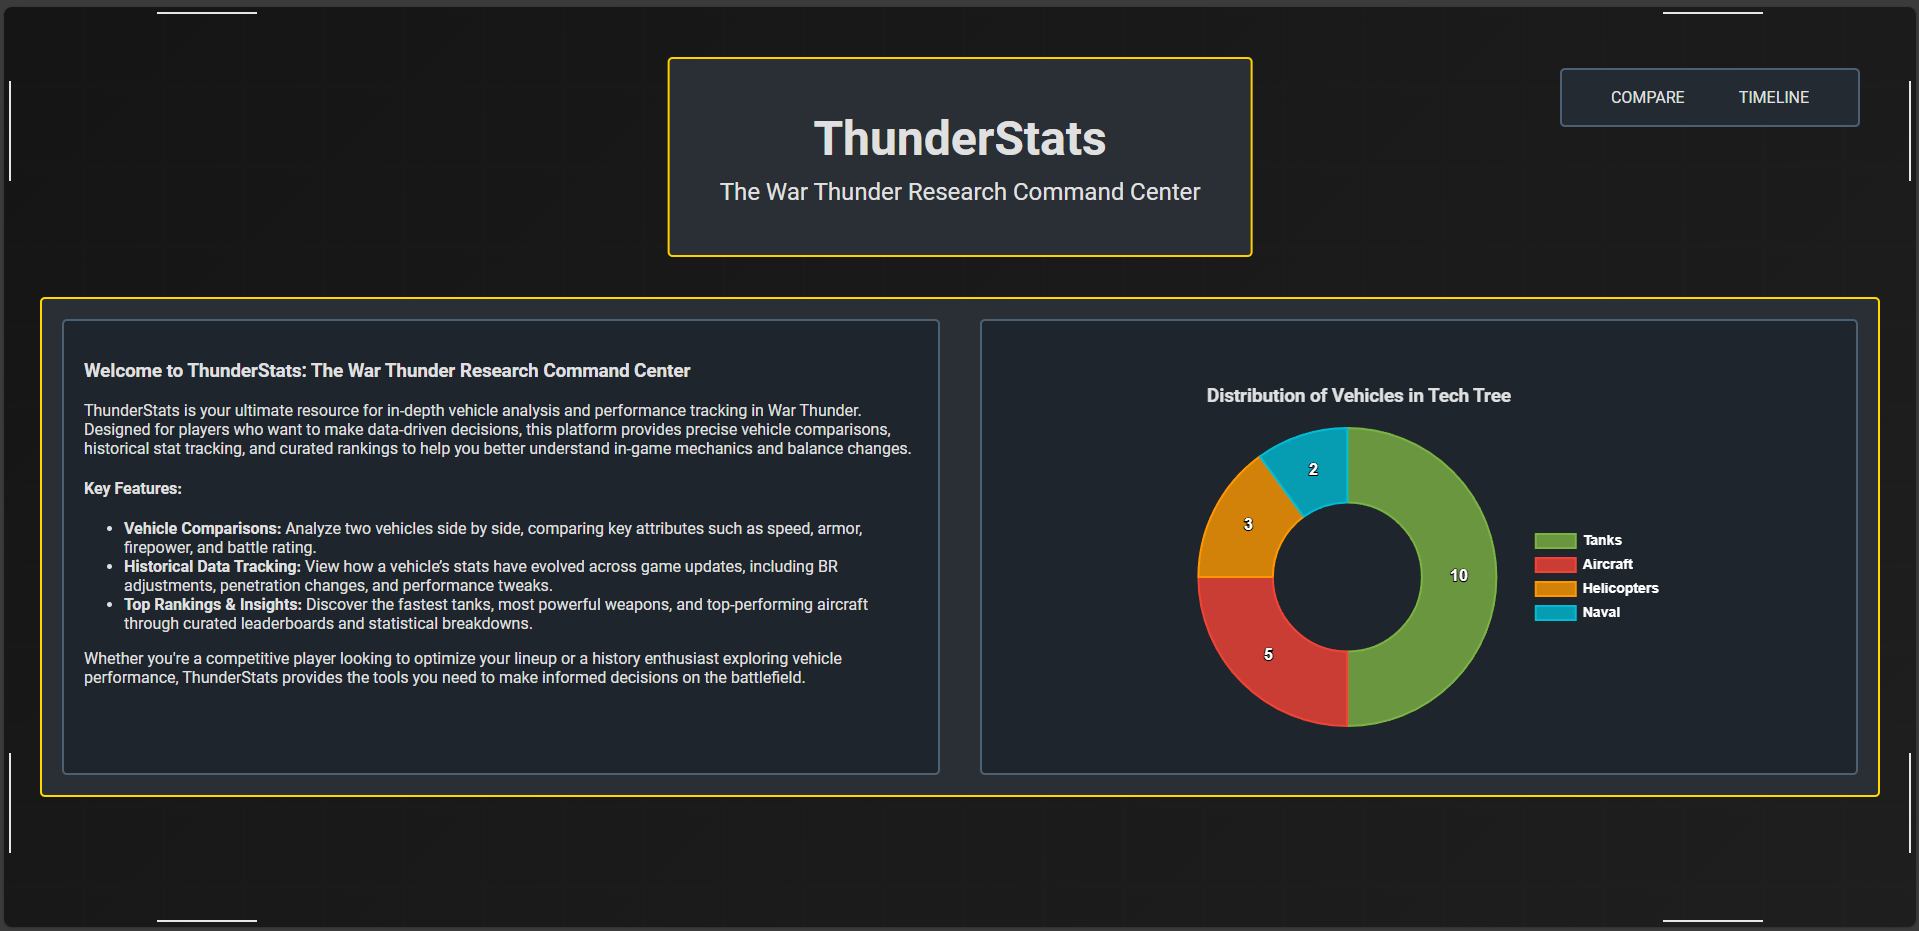 COMPARE TIMELINE
ThunderStats
The War Thunder Research Command Center
Welcome to ThunderStats: The War Thunder Research Command Center
ThunderStats is your ultimate resource for in-depth vehicle analysis and performance tracking in War Thunder.
Designed for players who want to make data-driven decisions, this platform provides precise vehicle comparisons,
historical stat tracking, and curated rankings to help you better understand in-game mechanics and balance changes.
Key Features:
• Vehicle Comparisons: Analyze two vehicles side by side, comparing key attributes such as speed, armor,
firepower, and battle rating.
• Historical Data Tracking: View how a vehicle’s stats have evolved across game updates, including BR
adjustments, penetration changes, and performance tweaks.
• Top Rankings & Insights: Discover the fastest tanks, most powerful weapons, and top-performing aircraft
through curated leaderboards and statistical breakdowns.
Whether you're a competitive player looking to optimize your lineup or a history enthusiast exploring vehicle
performance, ThunderStats provides the tools you need to make informed decisions on the battlefield.
Distribution of Vehicles in Tech Tree
2
3
10
5
Tanks
Aircraft
Helicopters
Naval